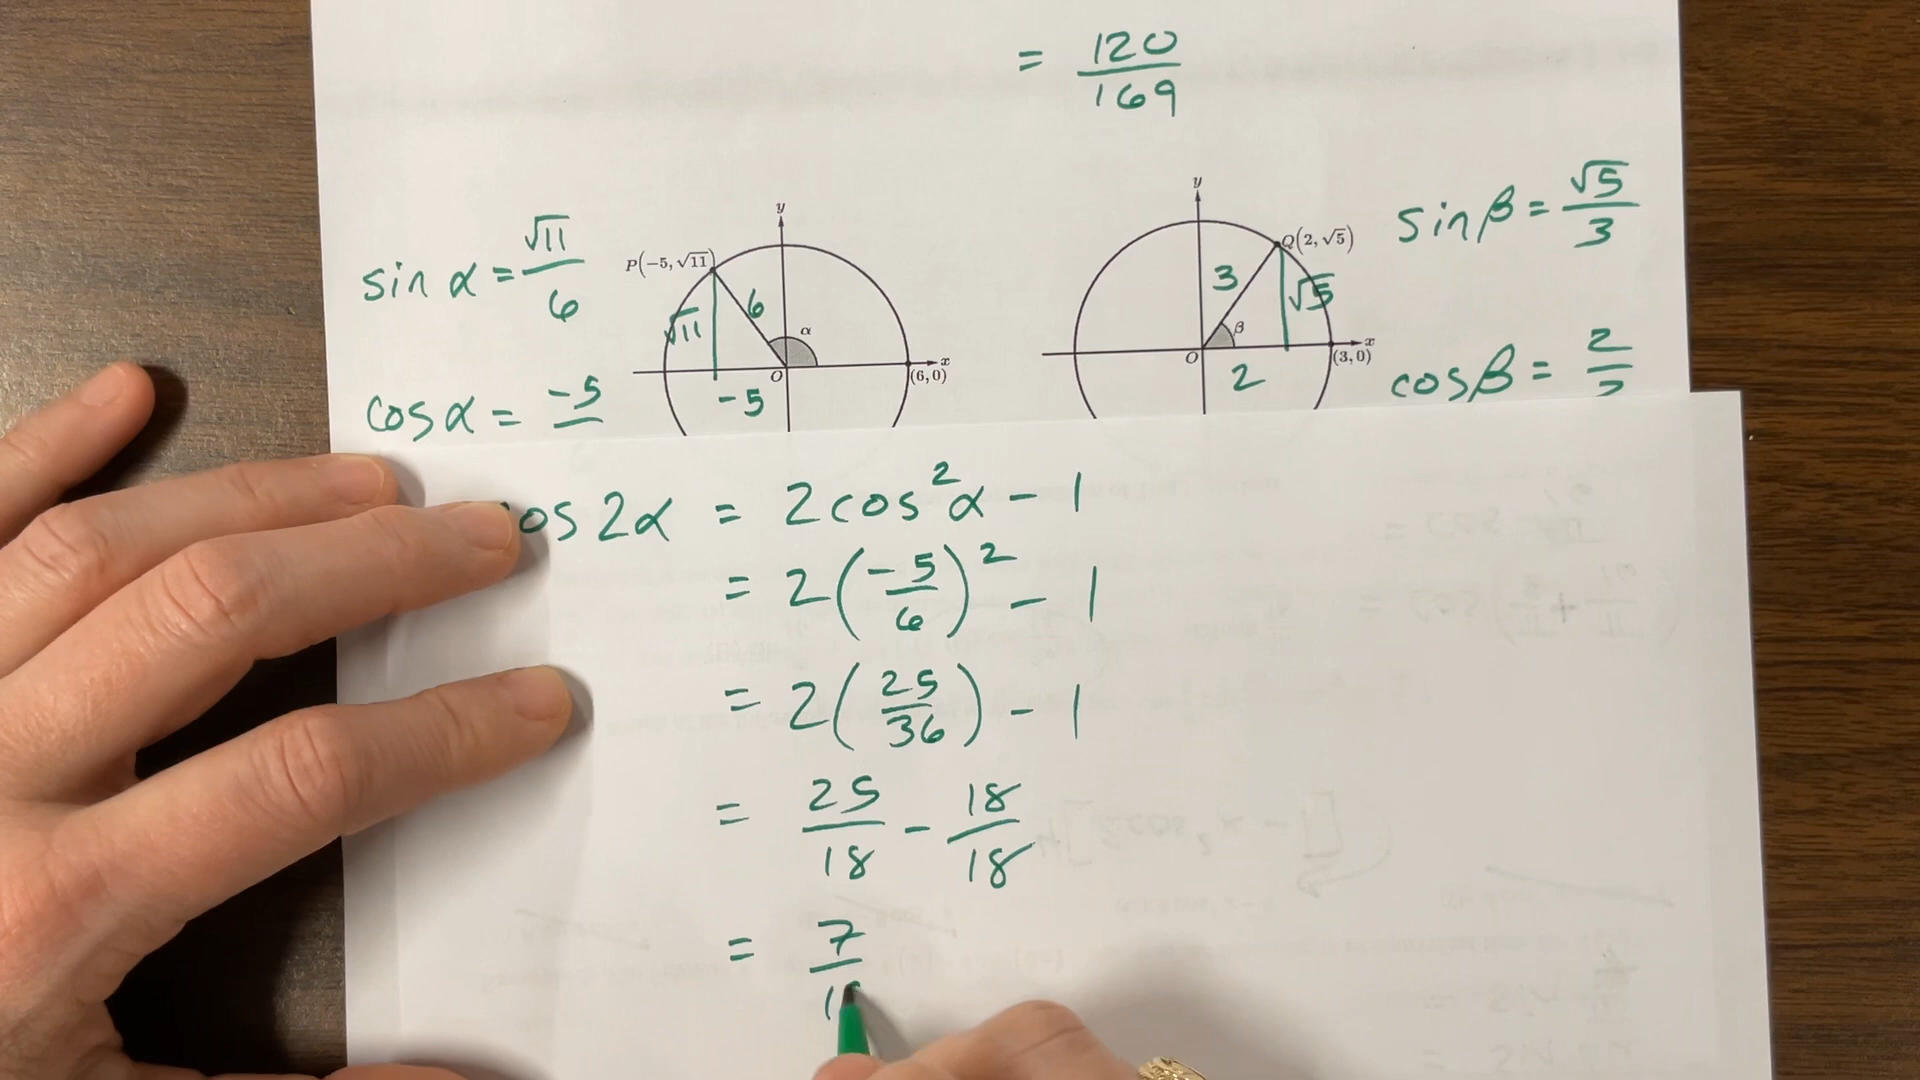 = 120/169
sin α = √11/6
P(−5, √11)
y
6
√11
α
x
O
(6, 0)
-5
cos α = -5
y
Q(2, √5)
3
√5
β
x
O
(3, 0)
2
sin β = √5/3
cos β = 2
os 2α = 2cos²α - 1
= 2(-5/6)² - 1
= 2(25/36) - 1
= 25/18 - 18/18
= 7/1